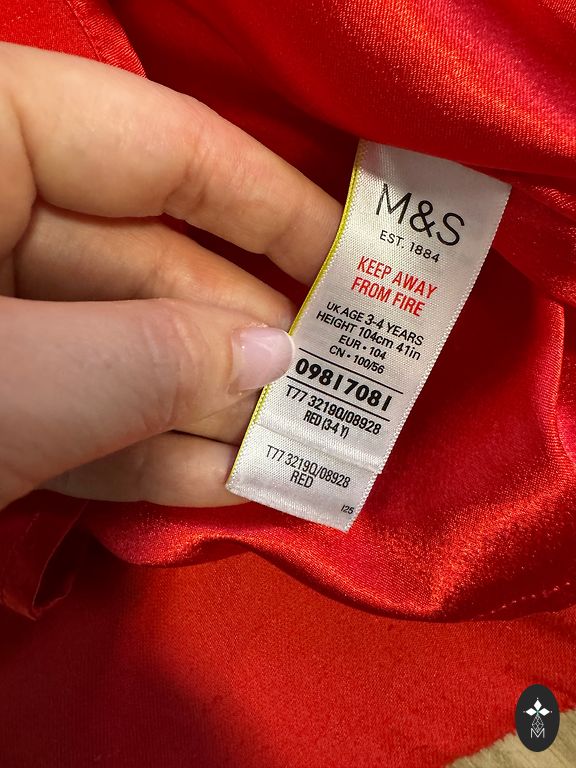 M&S
EST. 1884
KEEP AWAY
FROM FIRE
UK AGE 3-4 YEARS
HEIGHT 104cm 41in
EUR • 104
CN • 100/56
09817081
T77 3219Q/08928
RED (3-4 Y)
T77 3219Q/08928
RED
125
M